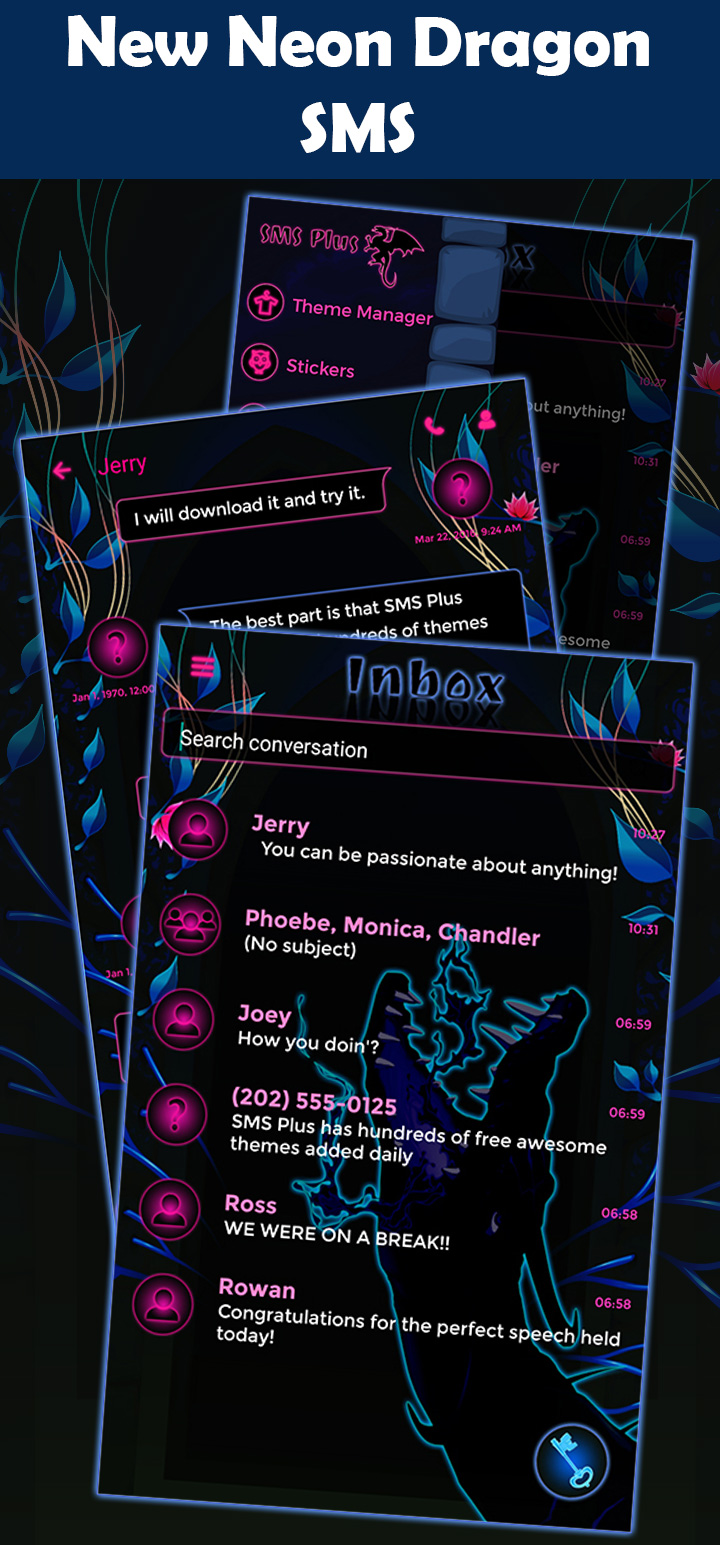 New Neon Dragon
SMS
SMS Plus
x
Theme Manager
10:27
Stickers
out anything!
10:31
ler
06:59
06:59
esome
Jerry
I will download it and try it.
Mar 22, 2016, 9:24 AM
The best part is that SMS Plus
ndreds of themes
Jan 1, 1970, 12:00
Jan 1,
Inbox
Search conversation
Jerry
10:27
You can be passionate about anything!
Phoebe, Monica, Chandler
10:31
(No subject)
Joey
06:59
How you doin'?
(202) 555-0125
06:59
SMS Plus has hundreds of free awesome
themes added daily
Ross
06:58
WE WERE ON A BREAK!!
Rowan
06:58
Congratulations for the perfect speech held
today!